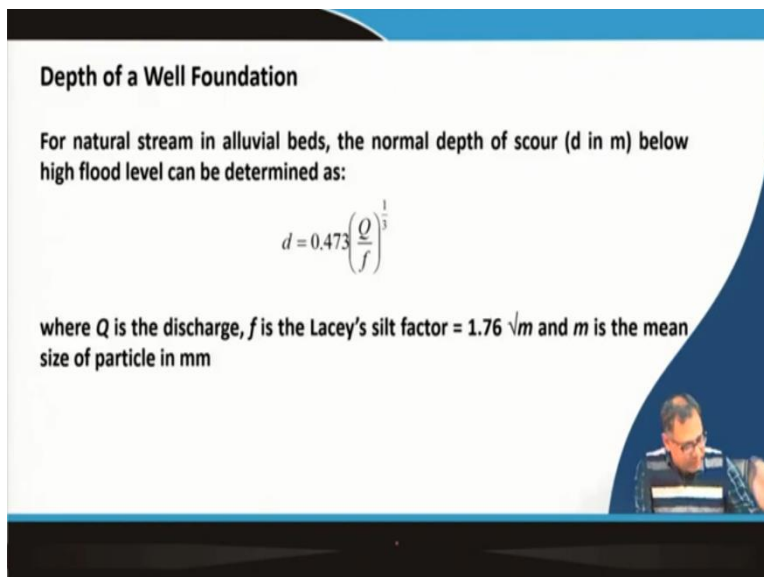 Depth of a Well Foundation
For natural stream in alluvial beds, the normal depth of scour (d in m) below
high flood level can be determined as:
d = 0.473(Q/f)^(1/3)
where Q is the discharge, f is the Lacey's silt factor = 1.76 √m and m is the mean
size of particle in mm